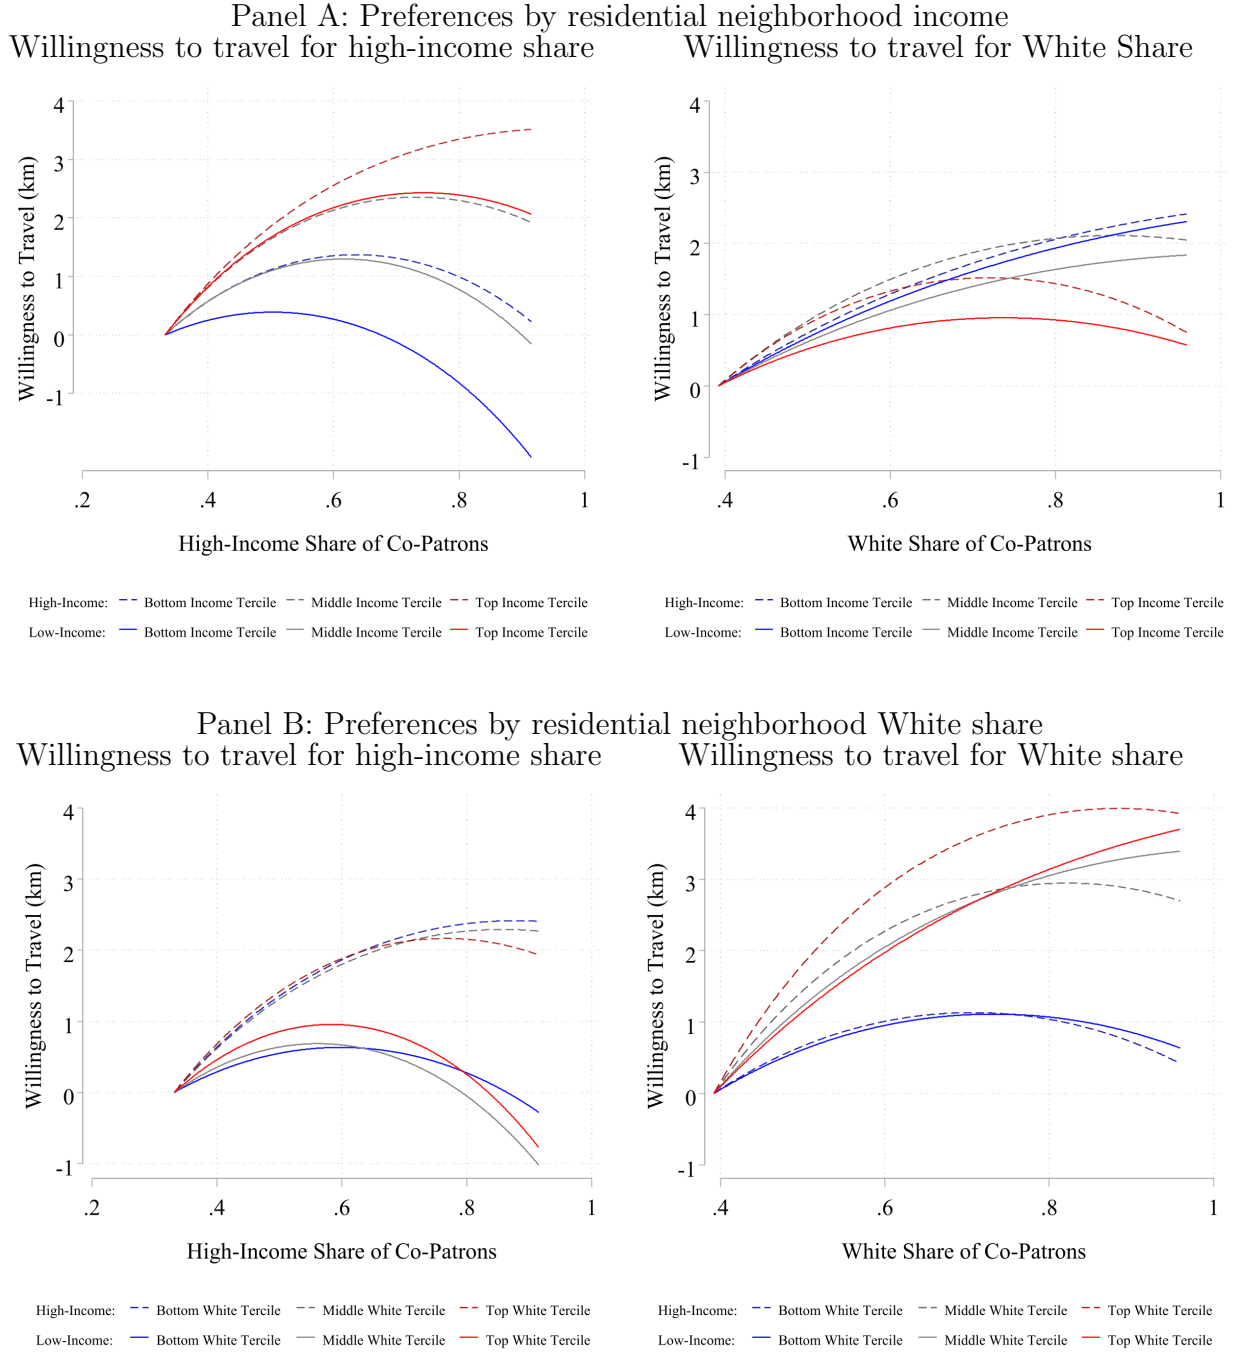 Panel A: Preferences by residential neighborhood income
Willingness to travel for high-income share
Willingness to Travel (km)
4
3
2
1
0
-1
.2 .4 .6 .8 1
High-Income Share of Co-Patrons
High-Income: Bottom Income Tercile Middle Income Tercile Top Income Tercile
Low-Income: Bottom Income Tercile Middle Income Tercile Top Income Tercile
Willingness to travel for White Share
Willingness to Travel (km)
4
3
2
1
0
-1
.4 .6 .8 1
White Share of Co-Patrons
High-Income: Bottom Income Tercile Middle Income Tercile Top Income Tercile
Low-Income: Bottom Income Tercile Middle Income Tercile Top Income Tercile
Panel B: Preferences by residential neighborhood White share
Willingness to travel for high-income share
Willingness to Travel (km)
4
3
2
1
0
-1
.2 .4 .6 .8 1
High-Income Share of Co-Patrons
High-Income: Bottom White Tercile Middle White Tercile Top White Tercile
Low-Income: Bottom White Tercile Middle White Tercile Top White Tercile
Willingness to travel for White share
Willingness to Travel (km)
4
3
2
1
0
-1
.4 .6 .8 1
White Share of Co-Patrons
High-Income: Bottom White Tercile Middle White Tercile Top White Tercile
Low-Income: Bottom White Tercile Middle White Tercile Top White Tercile